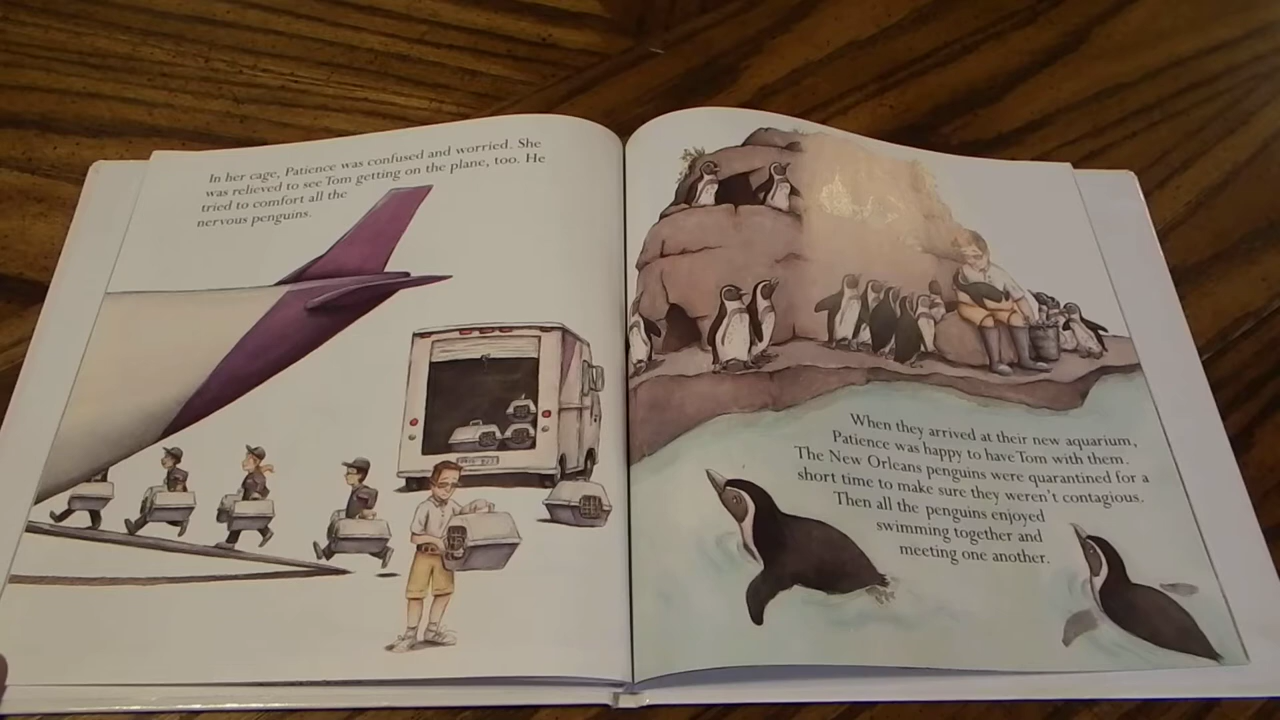 In her cage, Patience was confused and worried. She
was relieved to see Tom getting on the plane, too. He
tried to comfort all the
nervous penguins.
When they arrived at their new aquarium,
Patience was happy to have Tom with them.
The New Orleans penguins were quarantined for a
short time to make sure they weren't contagious.
Then all the penguins enjoyed
swimming together and
meeting one another.